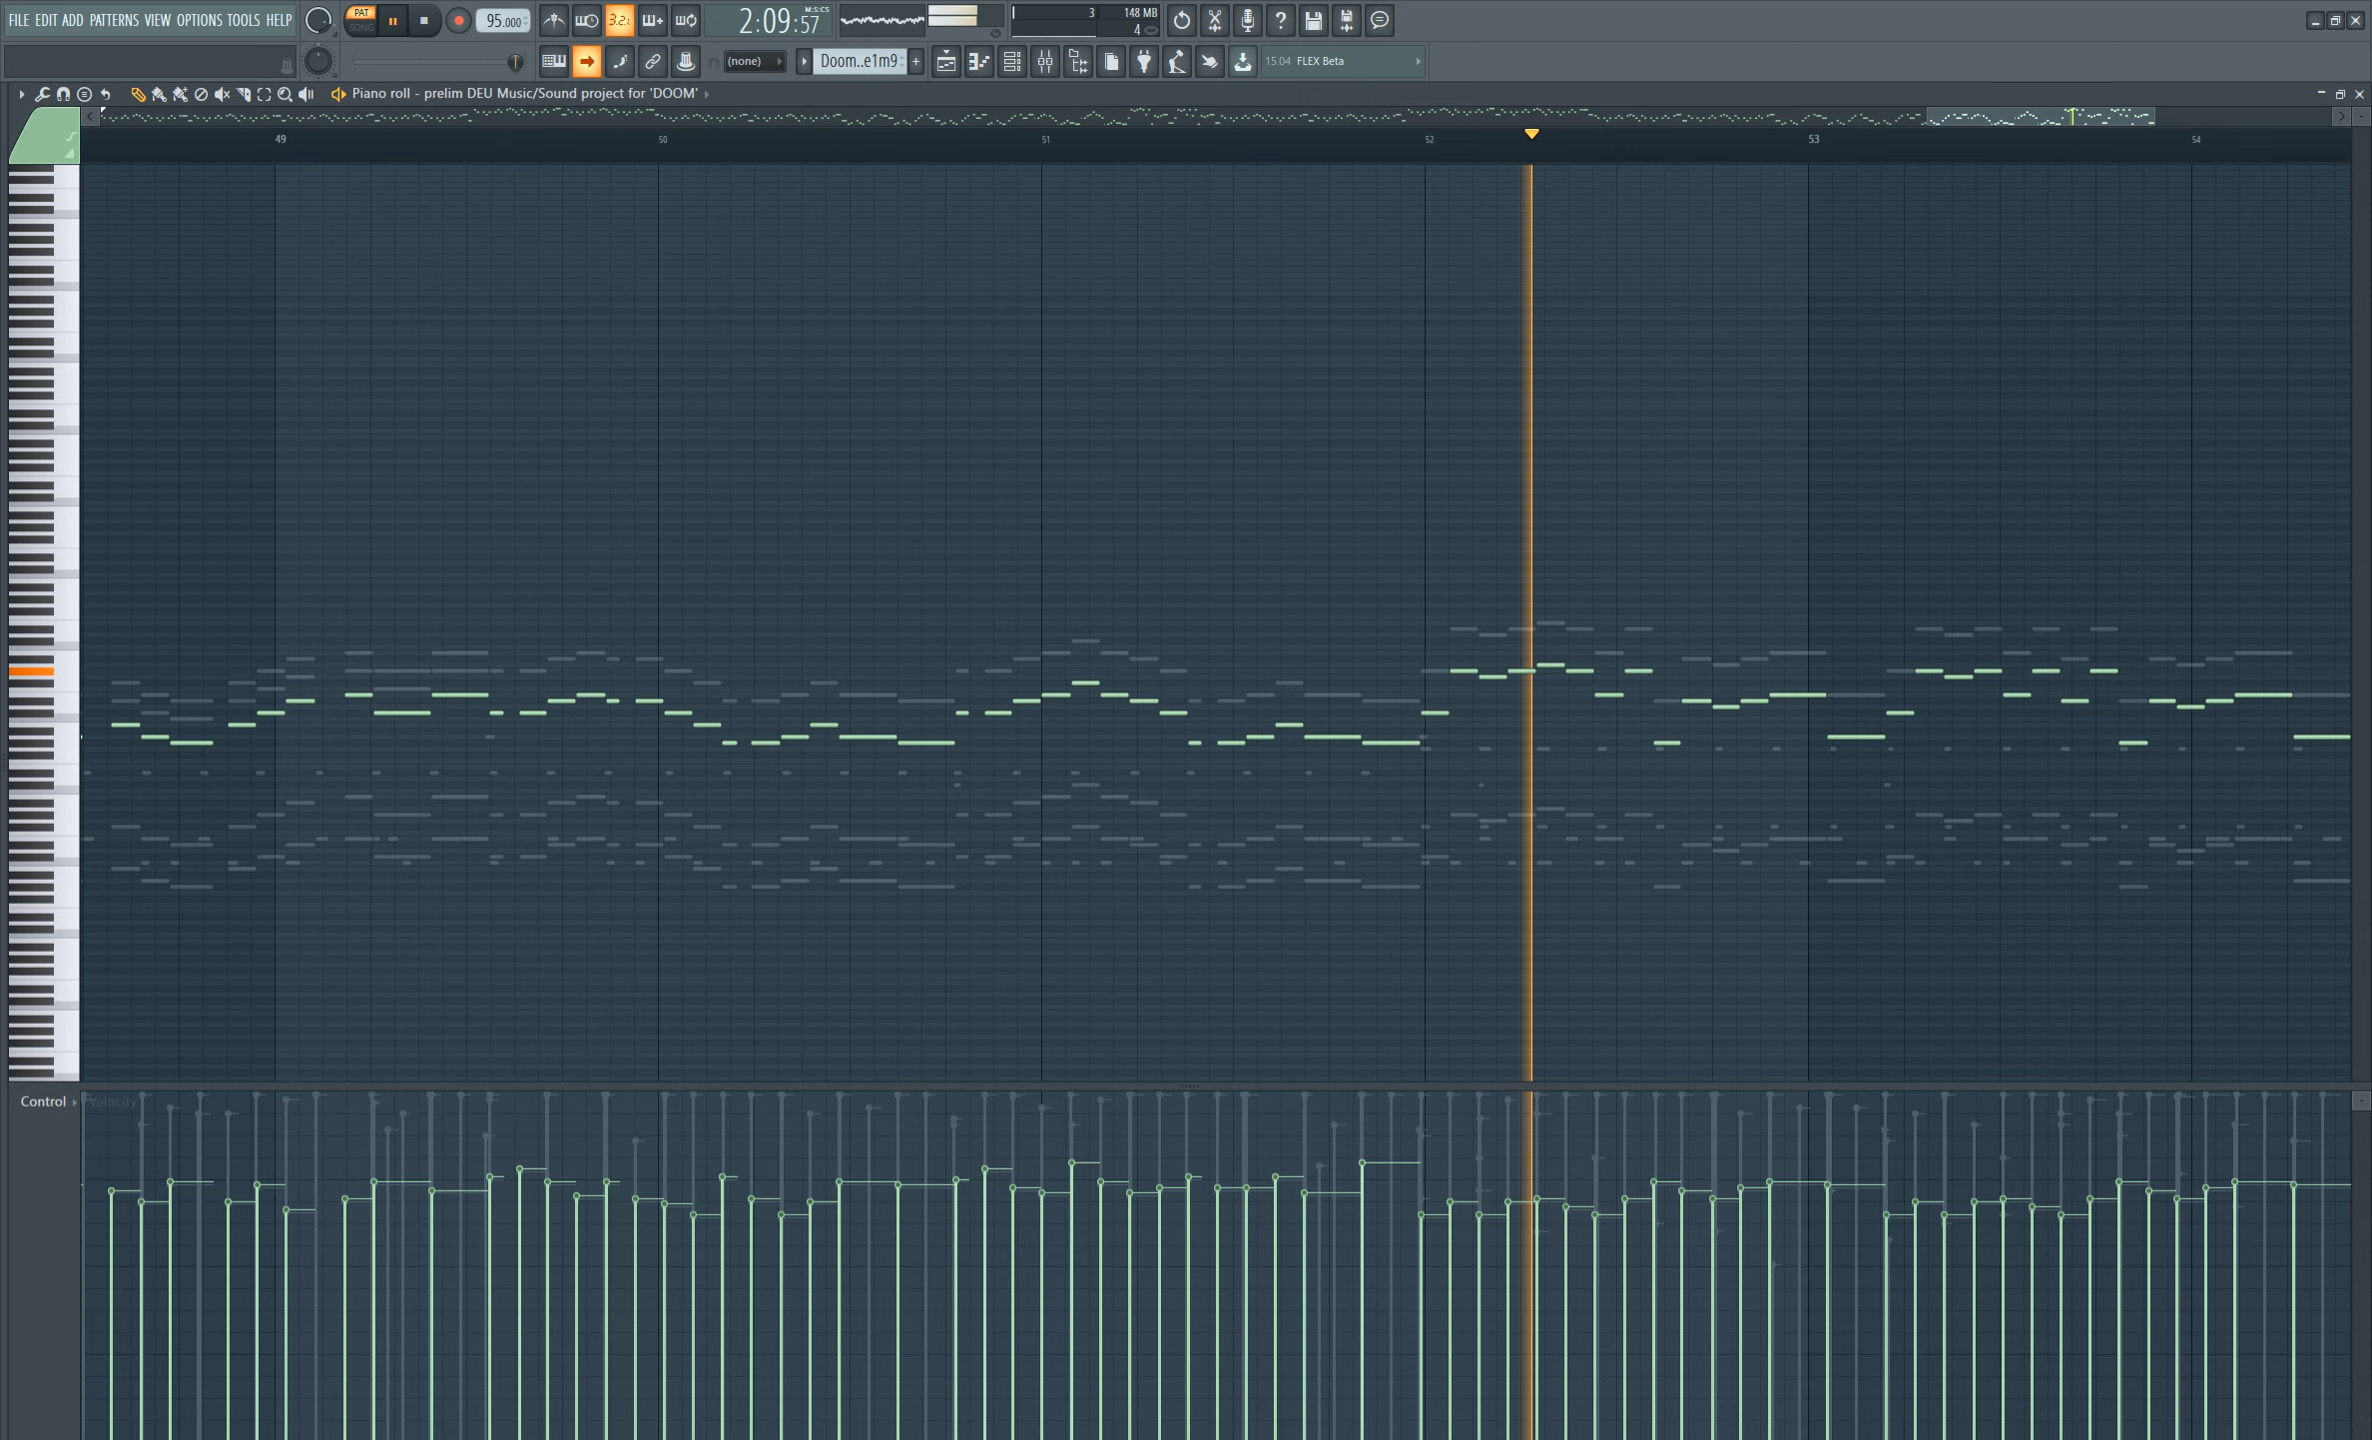 FILE EDIT ADD PATTERNS VIEW OPTIONS TOOLS HELP
PAT
SONG
95.000
3.2.
2:09:57
M:S:CS
3
148 MB
4
(none)
Doom..e1m9
15.04 FLEX Beta
Piano roll - prelim DEU Music/Sound project for 'DOOM'
49 50 51 52 53 54
Control
Velocity